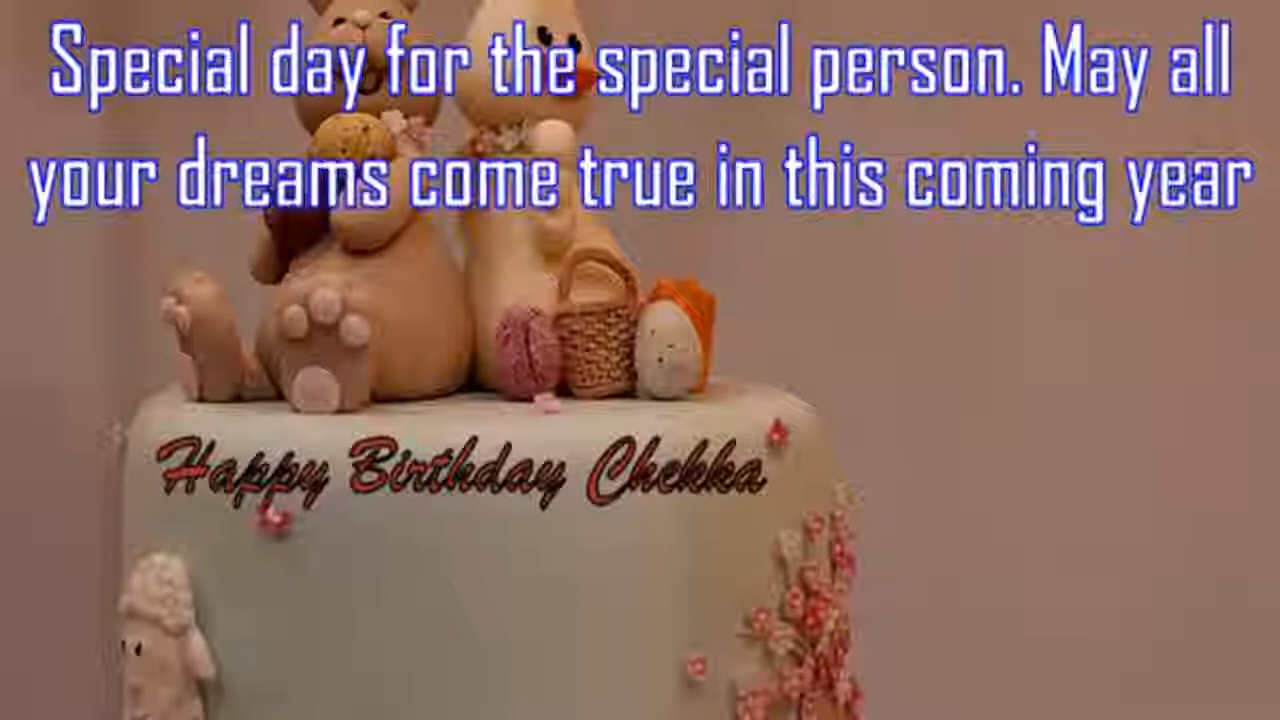 Special day for the special person. May all
your dreams come true in this coming year
Happy Birthday Chekka